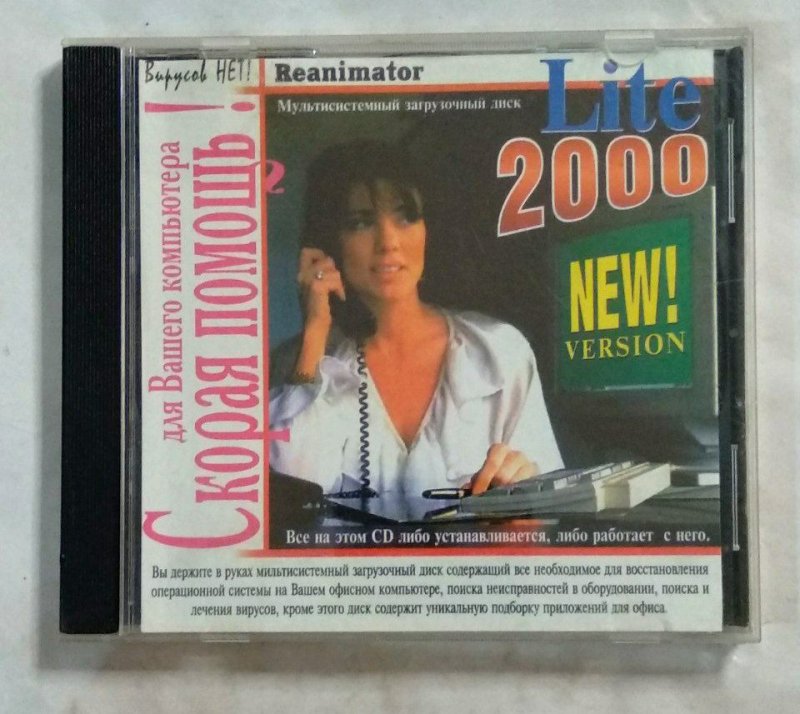 Вирусов НЕТ!
Reanimator
Мультисистемный загрузочный диск
Lite
2000
для Вашего компьютера
Скорая помощь!
NEW!
VERSION
Все на этом CD либо устанавливается, либо работает с него.
Вы держите в руках мильтисистемный загрузочный диск содержащий все необходимое для восстановления
операционной системы на Вашем офисном компьютере, поиска неисправностей в оборудовании, поиска и
лечения вирусов, кроме этого диск содержит уникальную подборку приложений для офиса.